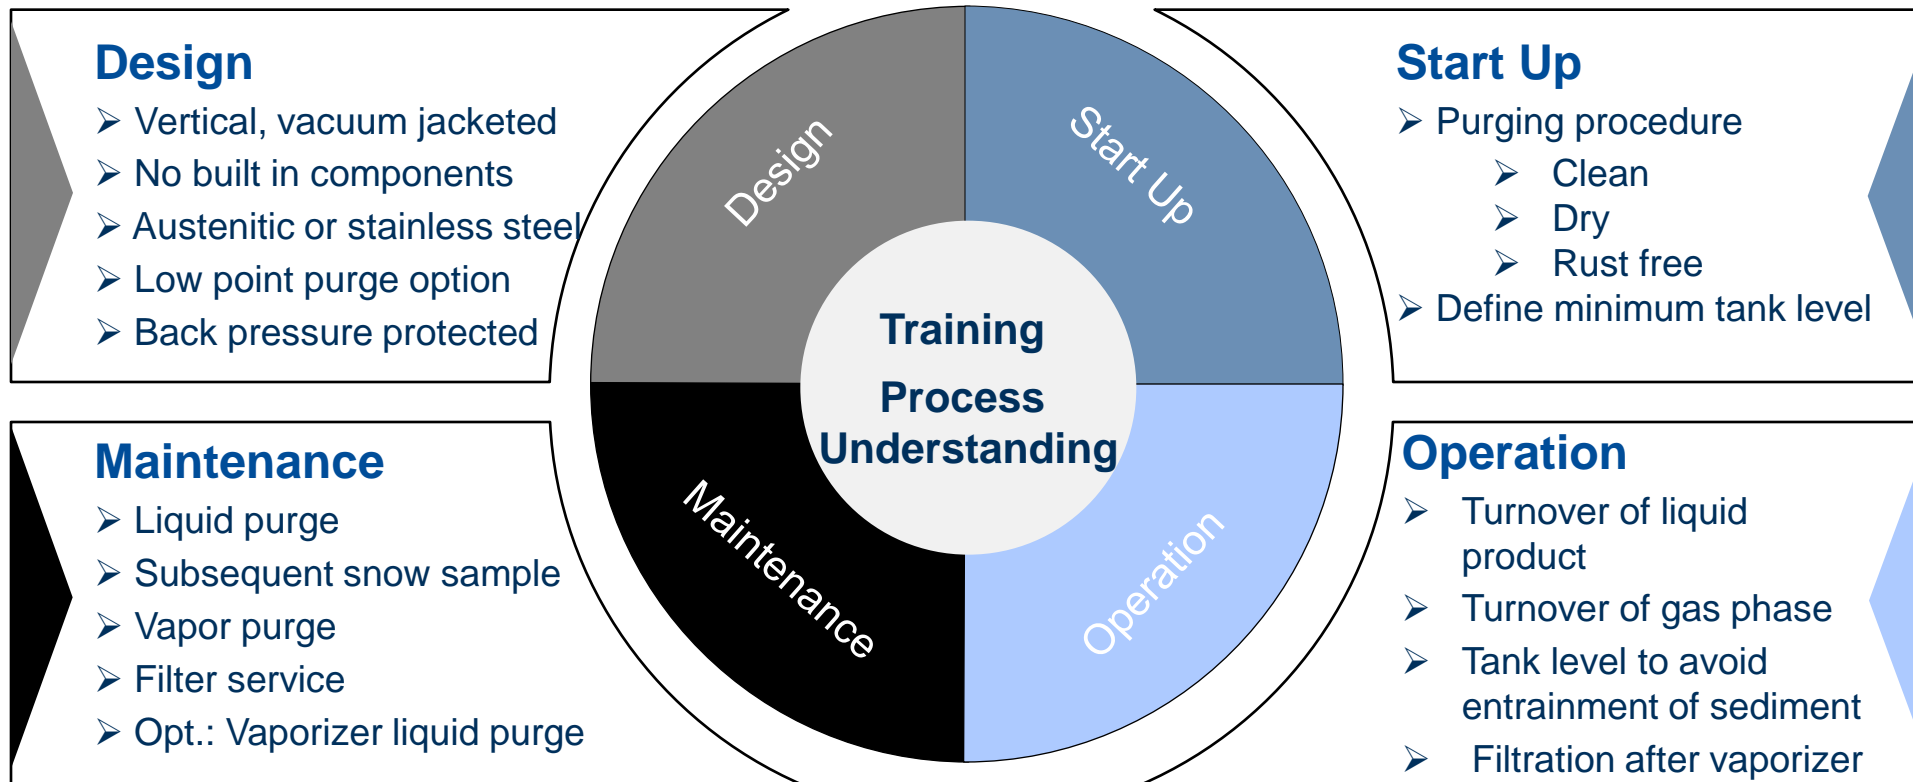 Design
➢ Vertical, vacuum jacketed
➢ No built in components
➢ Austenitic or stainless steel
➢ Low point purge option
➢ Back pressure protected
Start Up
➢ Purging procedure
➢ Clean
➢ Dry
➢ Rust free
➢ Define minimum tank level
Design
Start Up
Training
Process
Understanding
Maintenance
Operation
Maintenance
➢ Liquid purge
➢ Subsequent snow sample
➢ Vapor purge
➢ Filter service
➢ Opt.: Vaporizer liquid purge
Operation
➢ Turnover of liquid
product
➢ Turnover of gas phase
➢ Tank level to avoid
entrainment of sediment
➢ Filtration after vaporizer